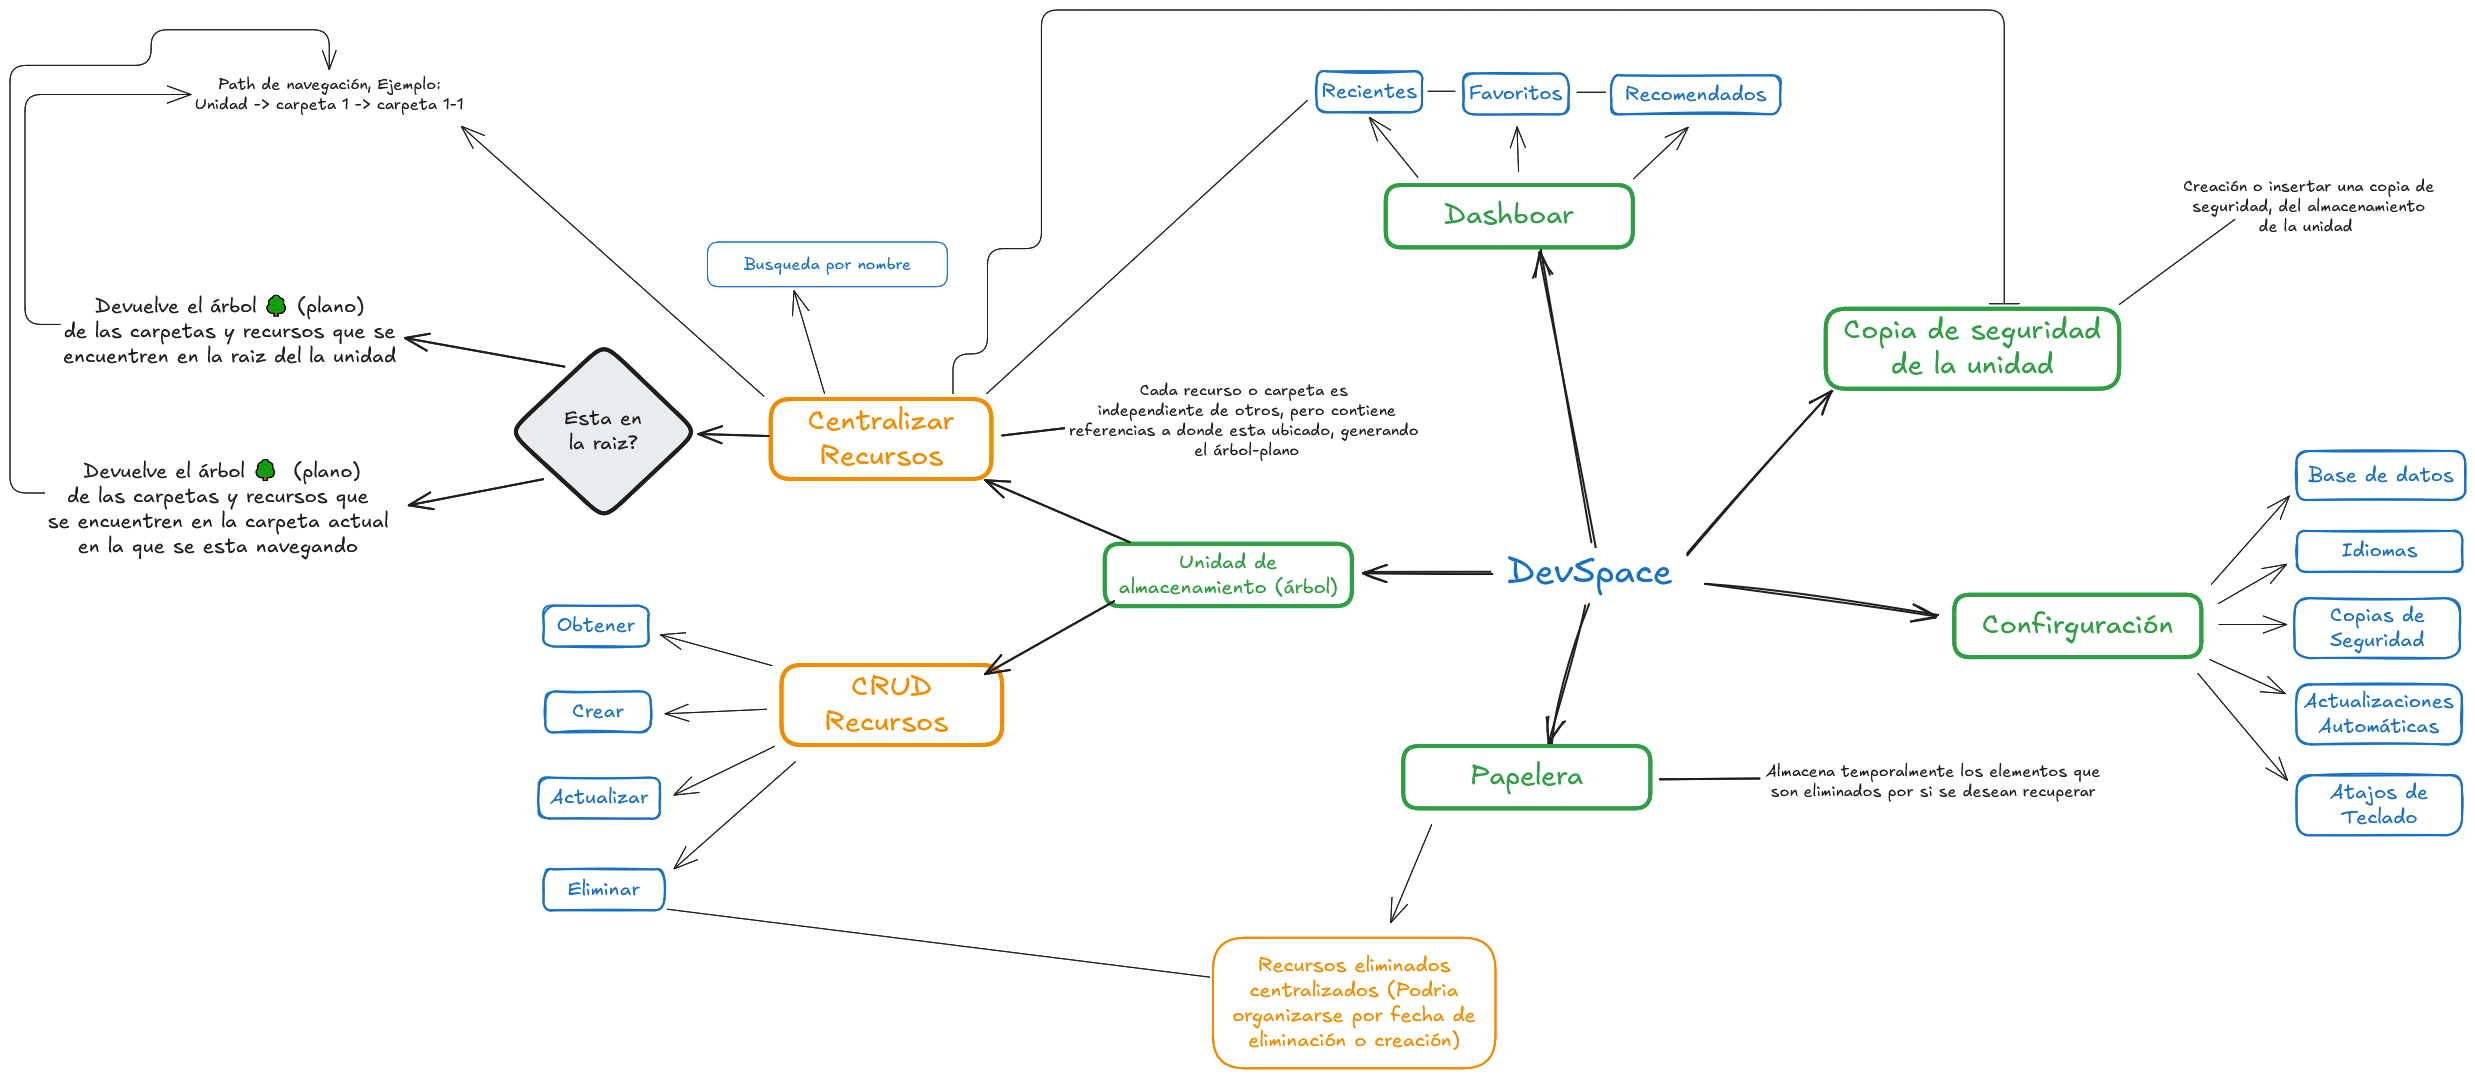 Path de navegación, Ejemplo:
Unidad -> carpeta 1 -> carpeta 1-1
Recientes
Favoritos
Recomendados
Dashboar
Creación o insertar una copia de
seguridad, del almacenamiento
de la unidad
Busqueda por nombre
Devuelve el árbol 🌳 (plano)
de las carpetas y recursos que se
encuentren en la raiz del la unidad
Copia de seguridad
de la unidad
Esta en
la raiz?
Centralizar
Recursos
Cada recurso o carpeta es
independiente de otros, pero contiene
referencias a donde esta ubicado, generando
el árbol-plano
Devuelve el árbol 🌳 (plano)
de las carpetas y recursos que
se encuentren en la carpeta actual
en la que se esta navegando
Base de datos
Idiomas
Unidad de
almacenamiento (árbol)
DevSpace
Confirguración
Copias de
Seguridad
Actualizaciones
Automáticas
Atajos de
Teclado
Obtener
Crear
Actualizar
Eliminar
CRUD
Recursos
Papelera
Almacena temporalmente los elementos que
son eliminados por si se desean recuperar
Recursos eliminados
centralizados (Podria
organizarse por fecha de
eliminación o creación)